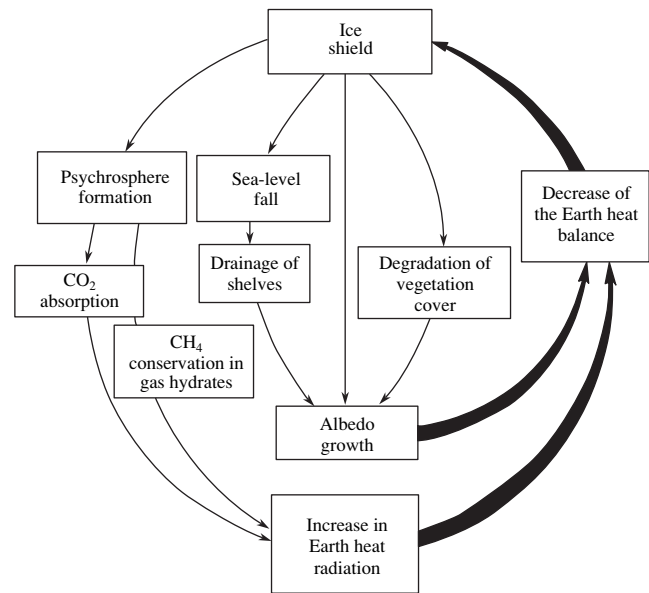 Ice
shield
Psychrosphere
formation
Sea-level
fall
Decrease of
the Earth heat
balance
CO₂
absorption
Drainage of
shelves
Degradation of
vegetation
cover
CH₄
conservation in
gas hydrates
Albedo
growth
Increase in
Earth heat
radiation